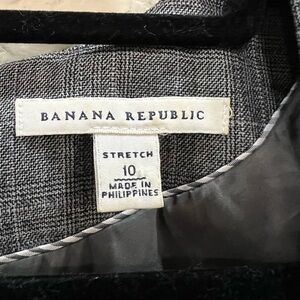 BANANA REPUBLIC
STRETCH
10
MADE IN
PHILIPPINES